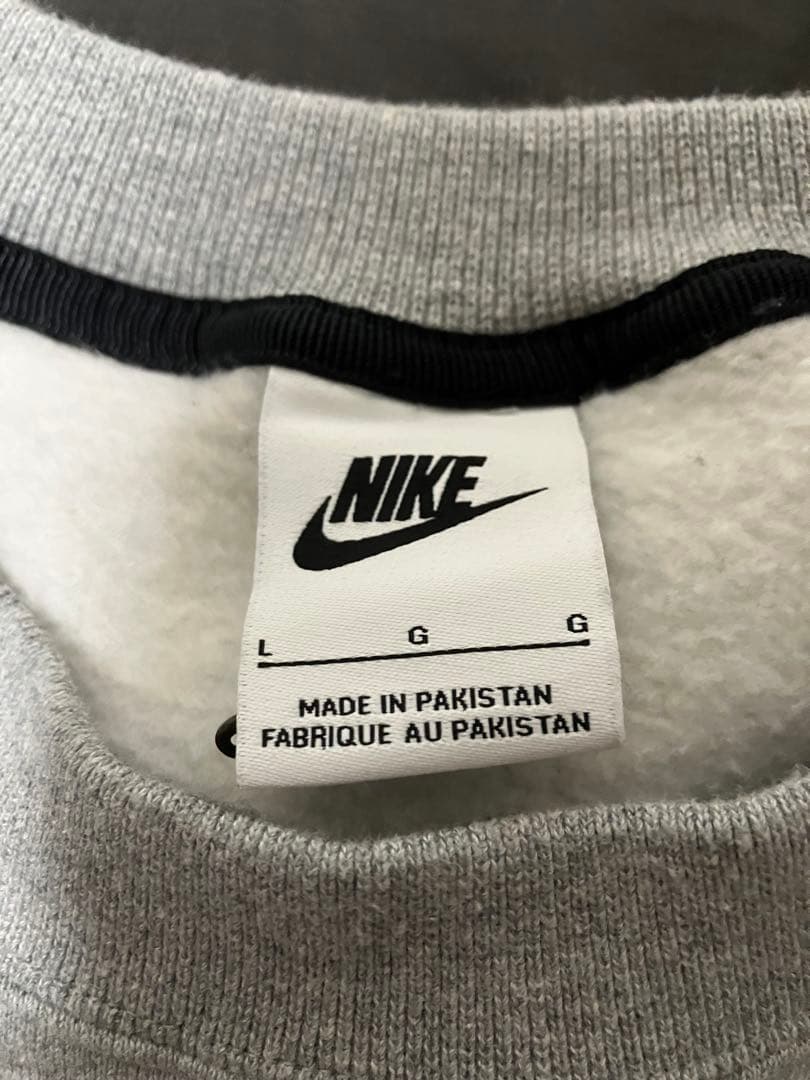 NIKE
L G G
MADE IN PAKISTAN
FABRIQUE AU PAKISTAN